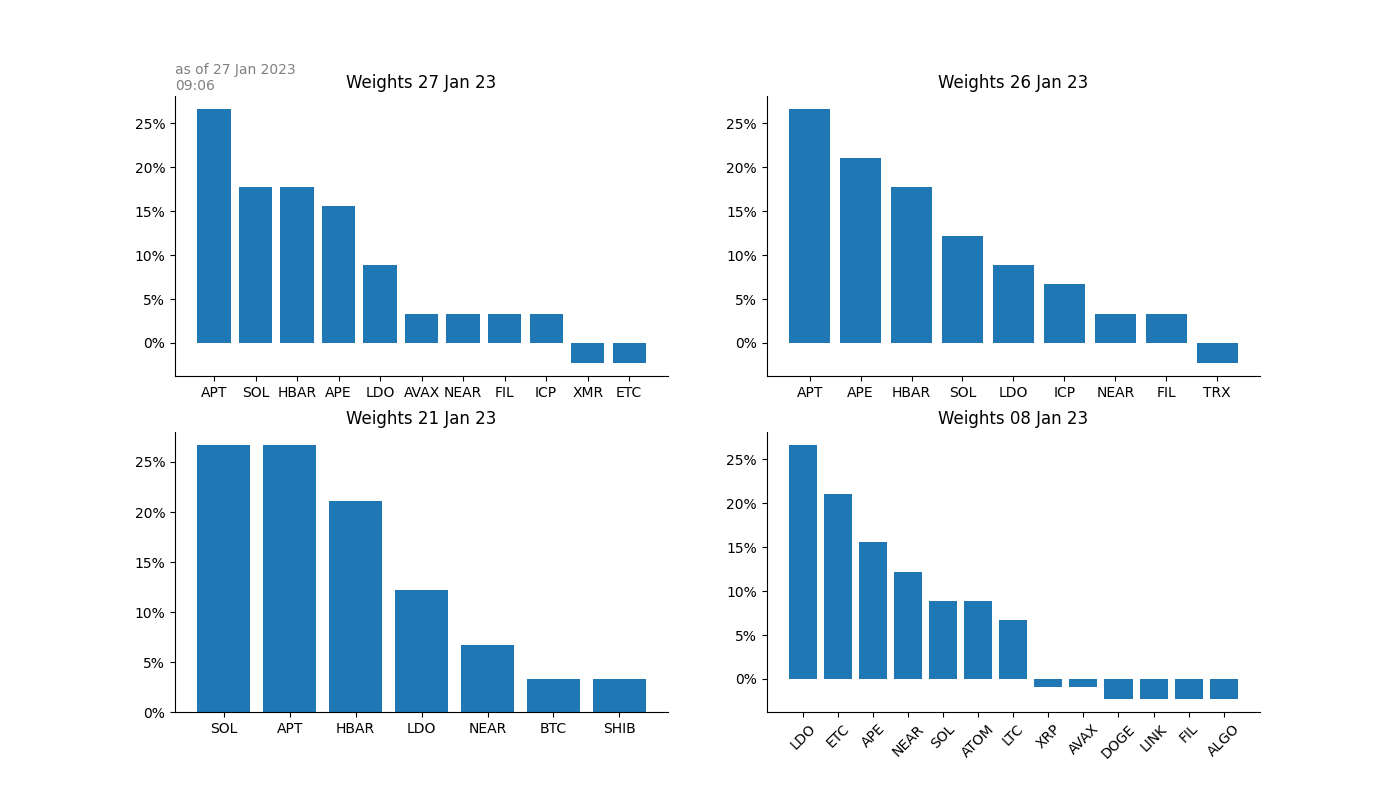 as of 27 Jan 2023
09:06
Weights 27 Jan 23
25%
20%
15%
10%
5%
0%
APT SOL HBAR APE LDO AVAX NEAR FIL ICP XMR ETC
Weights 26 Jan 23
25%
20%
15%
10%
5%
0%
APT APE HBAR SOL LDO ICP NEAR FIL TRX
Weights 21 Jan 23
25%
20%
15%
10%
5%
0%
SOL APT HBAR LDO NEAR BTC SHIB
Weights 08 Jan 23
25%
20%
15%
10%
5%
0%
LDO ETC APE NEAR SOL ATOM LTC XRP AVAX DOGE LINK FIL ALGO